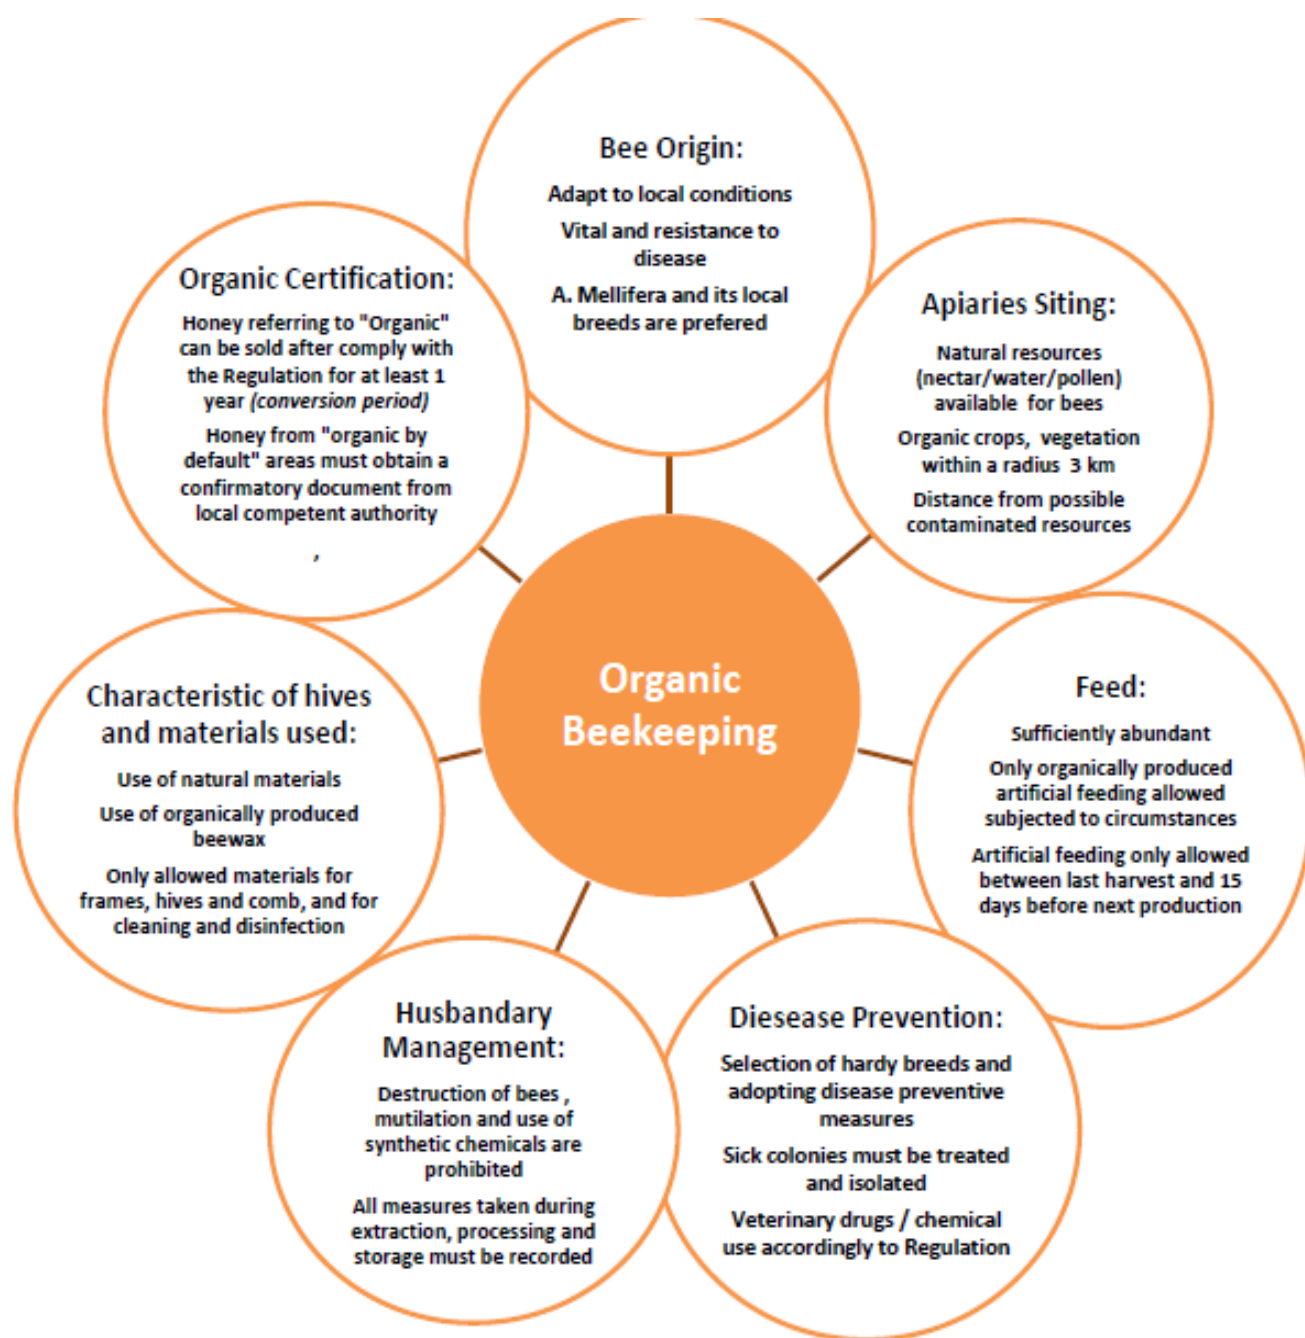 Bee Origin:
Adapt to local conditions
Vital and resistance to
disease
A. Mellifera and its local
breeds are prefered
Apiaries Siting:
Natural resources
(nectar/water/pollen)
available for bees
Organic crops, vegetation
within a radius 3 km
Distance from possible
contaminated resources
Feed:
Sufficiently abundant
Only organically produced
artificial feeding allowed
subjected to circumstances
Artificial feeding only allowed
between last harvest and 15
days before next production
Diesease Prevention:
Selection of hardy breeds and
adopting disease preventive
measures
Sick colonies must be treated
and isolated
Veterinary drugs / chemical
use accordingly to Regulation
Husbandary
Management:
Destruction of bees ,
mutilation and use of
synthetic chemicals are
prohibited
All measures taken during
extraction, processing and
storage must be recorded
Characteristic of hives
and materials used:
Use of natural materials
Use of organically produced
beewax
Only allowed materials for
frames, hives and comb, and for
cleaning and disinfection
Organic Certification:
Honey referring to "Organic"
can be sold after comply with
the Regulation for at least 1
year (conversion period)
Honey from "organic by
default" areas must obtain a
confirmatory document from
local competent authority
,
Organic
Beekeeping